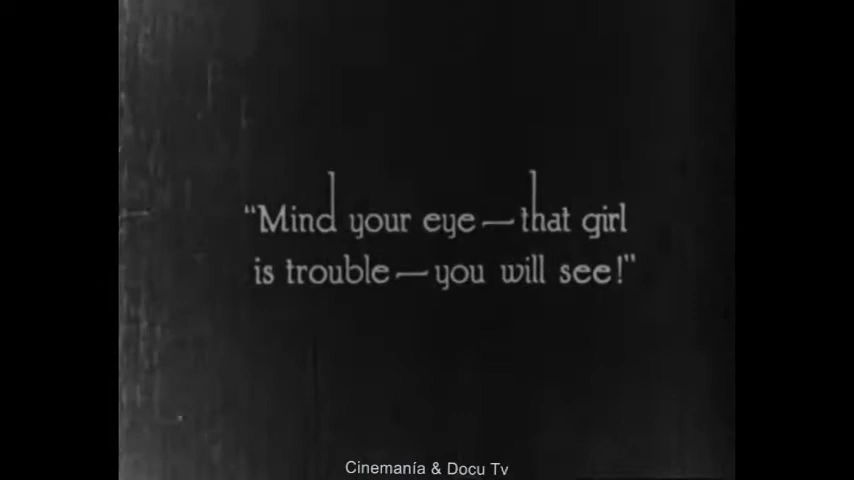 "Mind your eye—that girl
is trouble—you will see!"
Cinemanía & Docu Tv